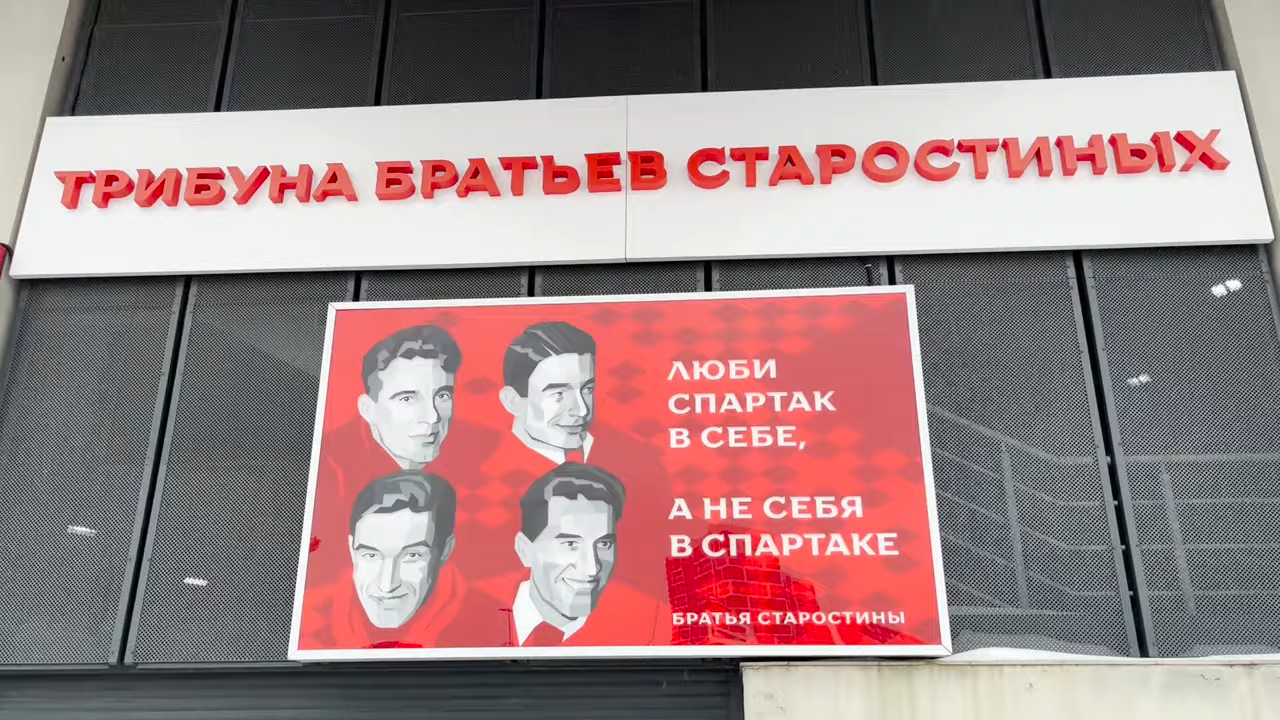 ТРИБУНА БРАТЬЕВ СТАРОСТИНЫХ
ЛЮБИ
СПАРТАК
В СЕБЕ,
А НЕ СЕБЯ
В СПАРТАКЕ
БРАТЬЯ СТАРОСТИНЫ